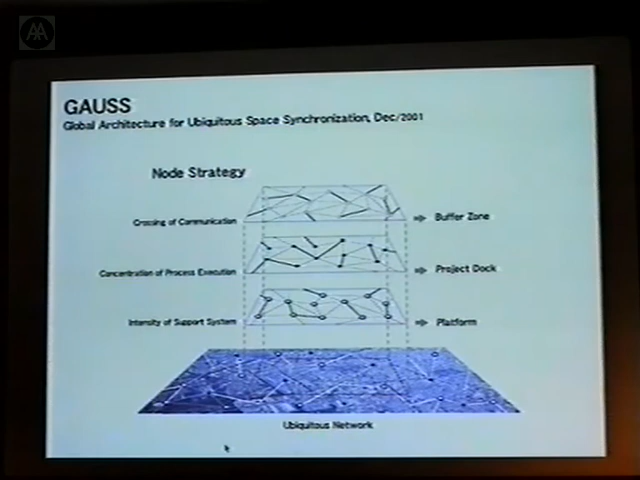 AA
GAUSS
Global Architecture for Ubiquitous Space Synchronization, Dec/2001
Node Strategy
Crossing of Communication
Buffer Zone
Concentration of Process Execution
Project Dock
Intensity of Support System
Platform
Ubiquitous Network